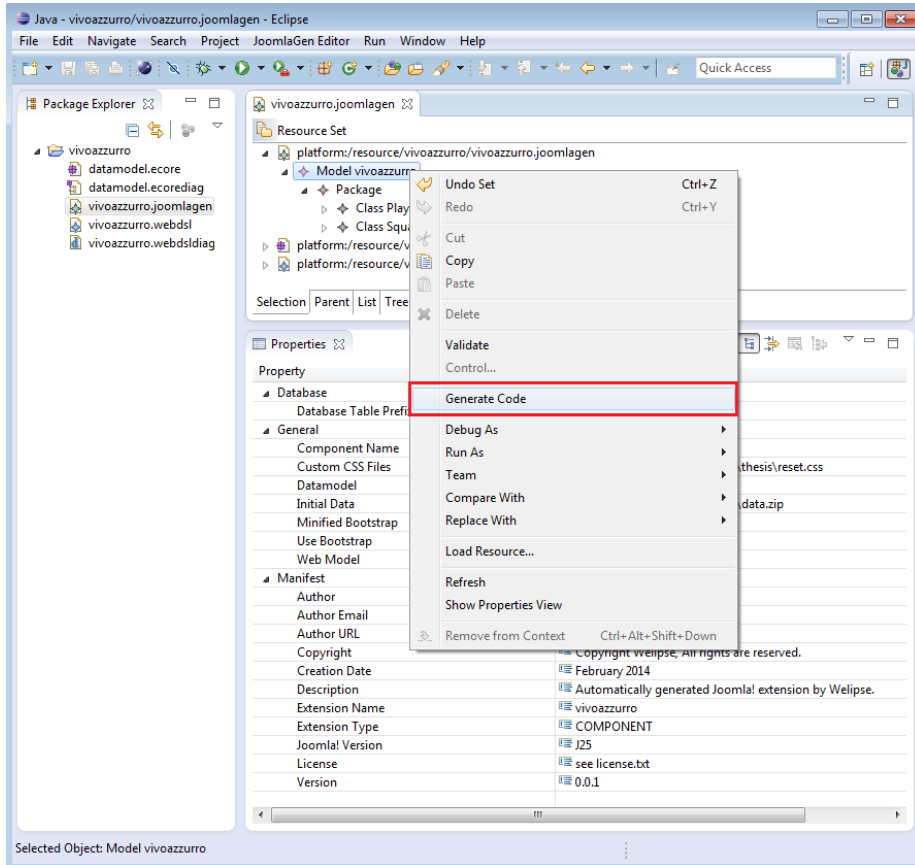 Java - vivoazzurro/vivoazzurro.joomlagen - Eclipse
File Edit Navigate Search Project JoomlaGen Editor Run Window Help
Quick Access
Package Explorer
vivoazzurro
datamodel.ecore
datamodel.ecorediag
vivoazzurro.joomlagen
vivoazzurro.webdsl
vivoazzurro.webdsldiag
vivoazzurro.joomlagen
Resource Set
platform:/resource/vivoazzurro/vivoazzurro.joomlagen
Model vivoazzurro
Package
Class Play
Class Squa
platform:/resource/v
platform:/resource/v
Selection Parent List Tree
Undo Set Ctrl+Z
Redo Ctrl+Y
Cut
Copy
Paste
Delete
Validate
Control...
Generate Code
Debug As
Run As
Team
Compare With
Replace With
Load Resource...
Refresh
Show Properties View
Remove from Context Ctrl+Alt+Shift+Down
Properties
Property
Database
Database Table Prefi
General
Component Name
Custom CSS Files \thesis\reset.css
Datamodel
Initial Data \data.zip
Minified Bootstrap
Use Bootstrap
Web Model
Manifest
Author
Author Email
Author URL
Copyright Copyright Welipse, All rights are reserved.
Creation Date February 2014
Description Automatically generated Joomla! extension by Welipse.
Extension Name vivoazzurro
Extension Type COMPONENT
Joomla! Version J25
License see license.txt
Version 0.0.1
Selected Object: Model vivoazzurro